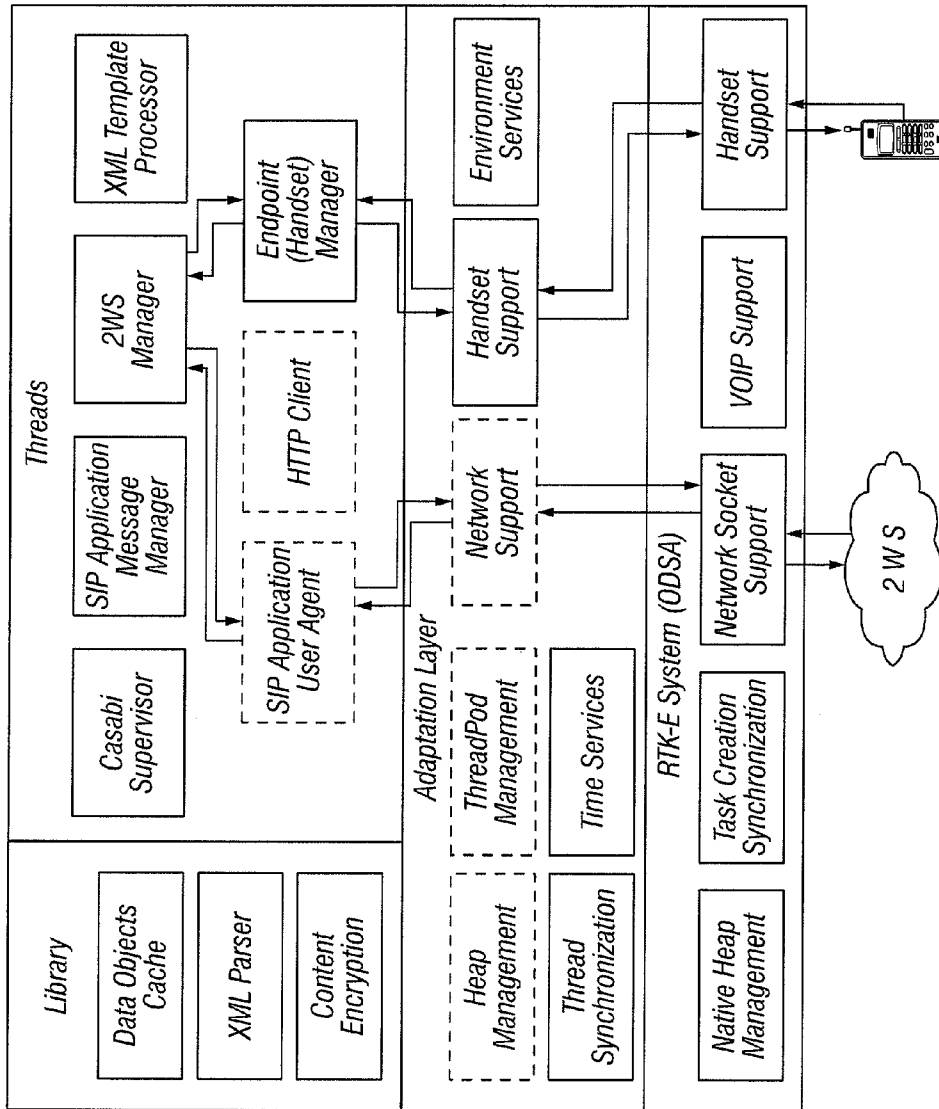 Library
Data Objects
Cache
XML Parser
Content
Encryption
Threads
Casabi
Supervisor
SIP Application
Message
Manager
2WS
Manager
XML Template
Processor
SIP Application
User Agent
HTTP Client
Endpoint
(Handset)
Manager
Adaptation Layer
Heap
Management
ThreadPod
Management
Network
Support
Handset
Support
Environment
Services
Thread
Synchronization
Time Services
RTK-E System (ODSA)
Native Heap
Management
Task Creation
Synchronization
Network Socket
Support
VOIP Support
Handset
Support
2 W S